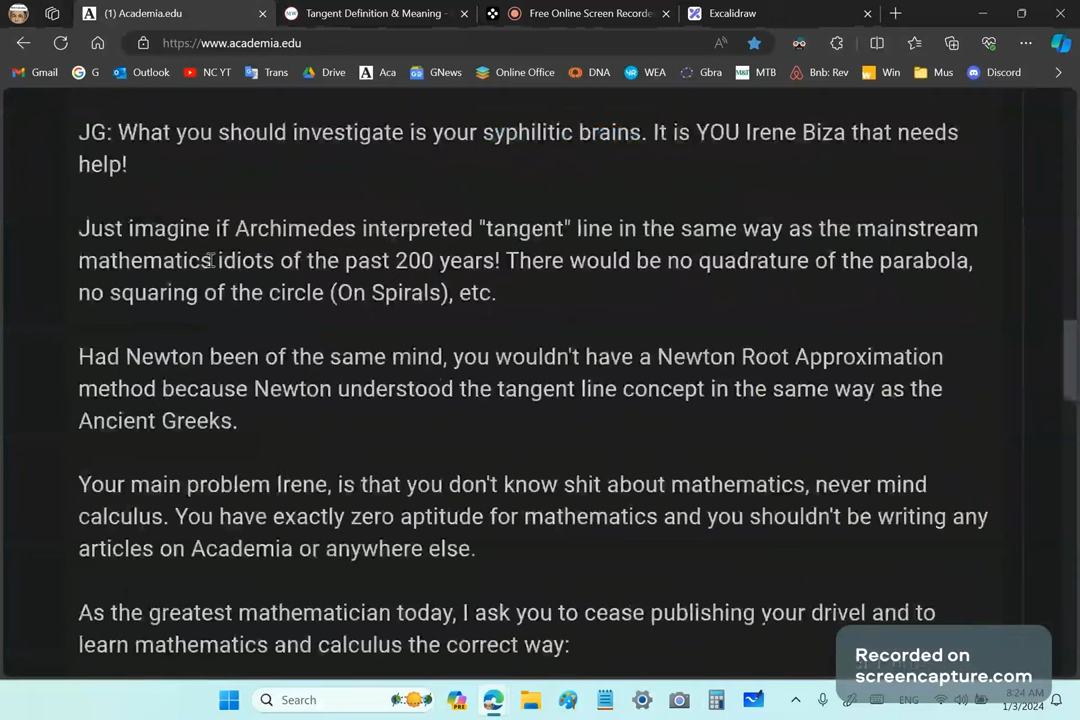 (1) Academia.edu
Tangent Definition & Meaning -
Free Online Screen Recorde
Excalidraw
https://www.academia.edu
Gmail
G
Outlook
NC YT
Trans
Drive
Aca
GNews
Online Office
DNA
WEA
Gbra
MTB
Bnb: Rev
Win
Mus
Discord
JG: What you should investigate is your syphilitic brains. It is YOU Irene Biza that needs
help!
Just imagine if Archimedes interpreted "tangent" line in the same way as the mainstream
mathematics idiots of the past 200 years! There would be no quadrature of the parabola,
no squaring of the circle (On Spirals), etc.
Had Newton been of the same mind, you wouldn't have a Newton Root Approximation
method because Newton understood the tangent line concept in the same way as the
Ancient Greeks.
Your main problem Irene, is that you don't know shit about mathematics, never mind
calculus. You have exactly zero aptitude for mathematics and you shouldn't be writing any
articles on Academia or anywhere else.
As the greatest mathematician today, I ask you to cease publishing your drivel and to
learn mathematics and calculus the correct way:
Recorded on
screencapture.com
Search
ENG
8:24 AM
1/3/2024